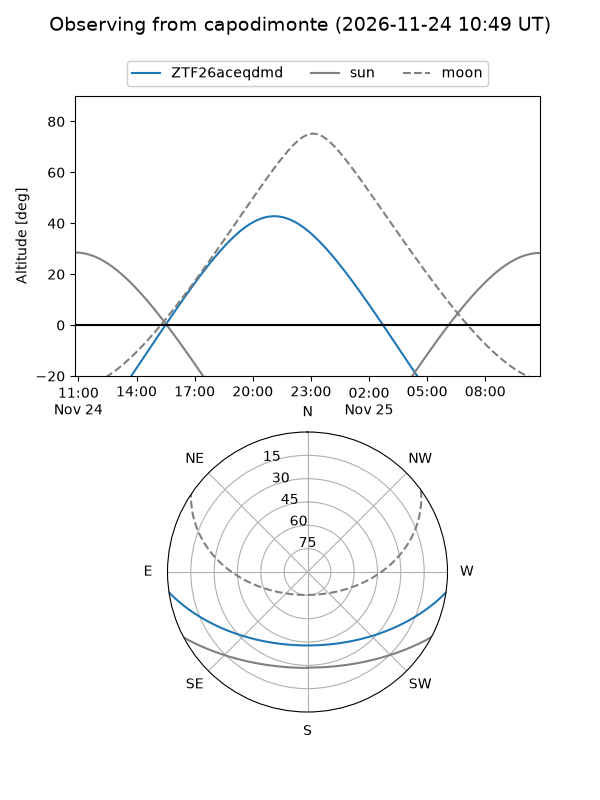 Observing from capodimonte (2026-11-24 10:49 UT)
ZTF26aceqdmd sun moon
80
60
40
20
0
−20
Altitude [deg]
11:00 14:00 17:00 20:00 23:00 02:00 05:00 08:00
Nov 24 Nov 25
N
NE NW
15
30
45
60
75
E W
SE SW
S